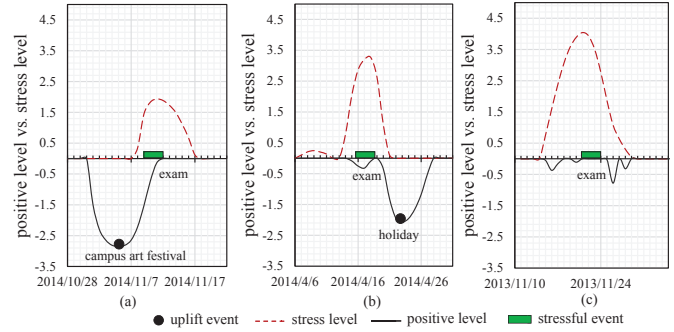 positive level vs. stress level
4.5
3.5
2.5
1.5
0.5
-0.5
-1.5
-2.5
-3.5
exam
campus art festival
2014/10/28 2014/11/7 2014/11/17
(a)
positive level vs. stress level
4.5
3.5
2.5
1.5
0.5
-0.5
-1.5
-2.5
-3.5
exam
holiday
2014/4/6 2014/4/16 2014/4/26
(b)
positive level vs. stress level
4.5
3.5
2.5
1.5
0.5
-0.5
-1.5
-2.5
-3.5
exam
2013/11/10 2013/11/24
(c)
uplift event stress level positive level stressful event